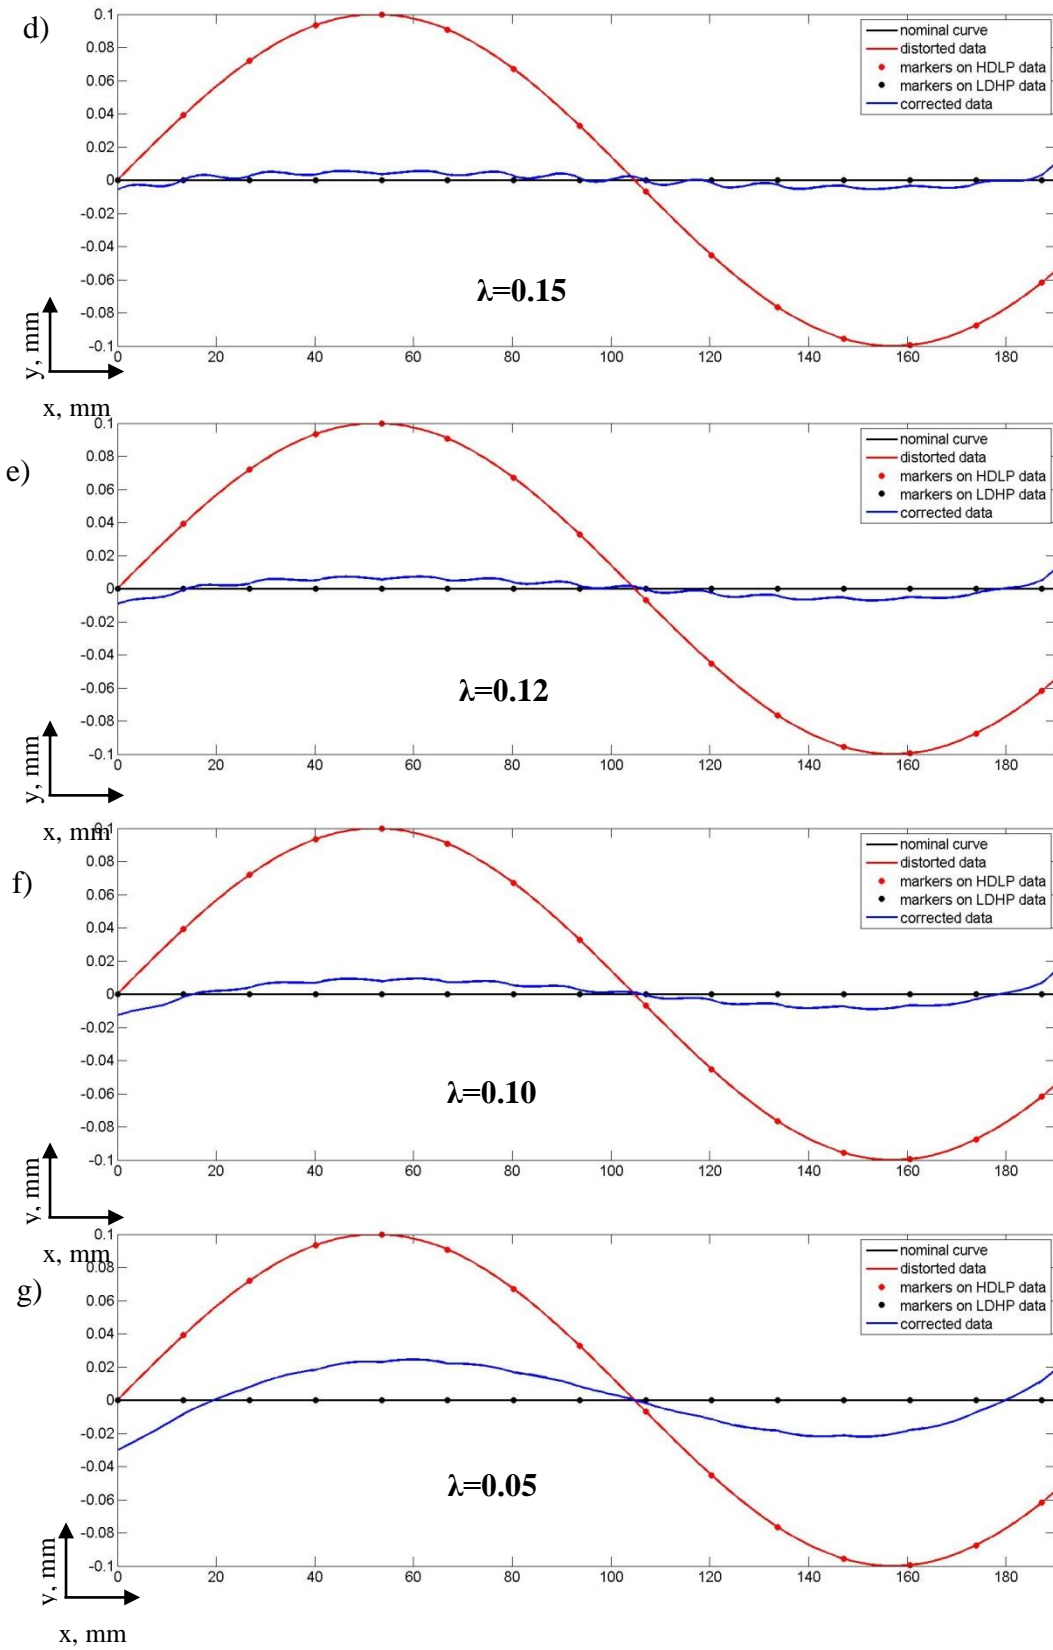 d)
0.1
0.08
0.06
0.04
0.02
0
-0.02
-0.04
-0.06
-0.08
-0.1
nominal curve
distorted data
markers on HDLP data
markers on LDHP data
corrected data
λ=0.15
0 20 40 60 80 100 120 140 160 180
y, mm
x, mm
e)
0.1
0.08
0.06
0.04
0.02
0
-0.02
-0.04
-0.06
-0.08
-0.1
nominal curve
distorted data
markers on HDLP data
markers on LDHP data
corrected data
λ=0.12
0 20 40 60 80 100 120 140 160 180
y, mm
x, mm
f)
0.1
0.08
0.06
0.04
0.02
0
-0.02
-0.04
-0.06
-0.08
-0.1
nominal curve
distorted data
markers on HDLP data
markers on LDHP data
corrected data
λ=0.10
0 20 40 60 80 100 120 140 160 180
y, mm
x, mm
g)
0.1
0.08
0.06
0.04
0.02
0
-0.02
-0.04
-0.06
-0.08
-0.1
nominal curve
distorted data
markers on HDLP data
markers on LDHP data
corrected data
λ=0.05
0 20 40 60 80 100 120 140 160 180
y, mm
x, mm